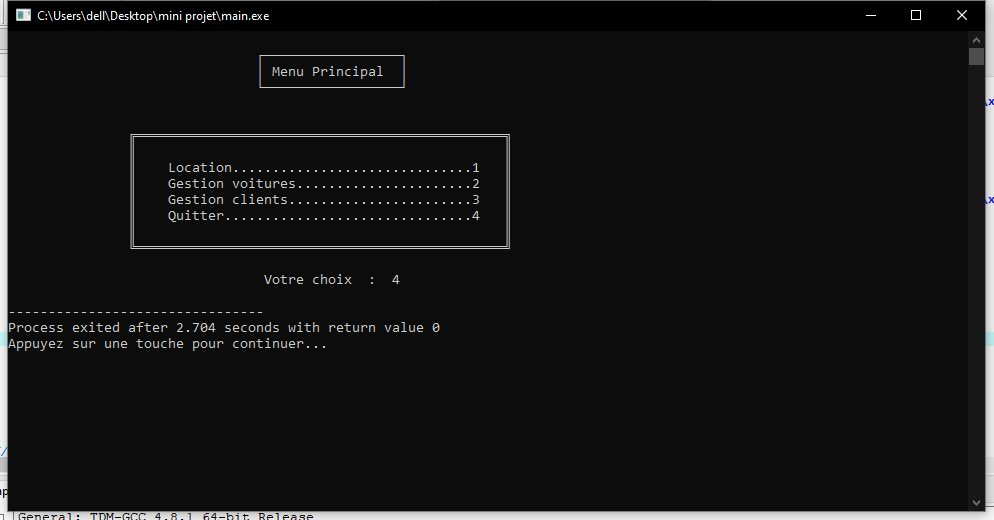 C:\Users\dell\Desktop\mini projet\main.exe
Menu Principal
Location..............................1
Gestion voitures......................2
Gestion clients.......................3
Quitter...............................4
Votre choix  :  4
--------------------------------
Process exited after 2.704 seconds with return value 0
Appuyez sur une touche pour continuer...
General: TDM-GCC 4.8.1 64-bit Release